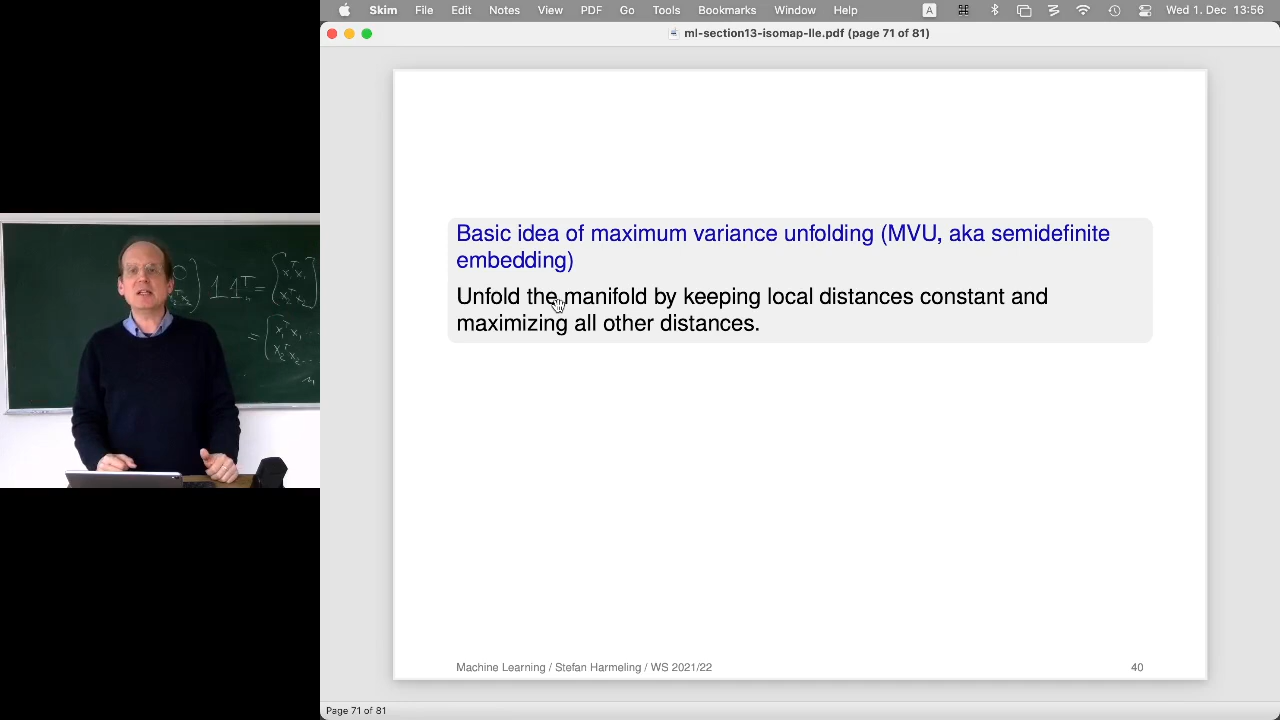 Skim File Edit Notes View PDF Go Tools Bookmarks Window Help A Wed 1. Dec 13:56
ml-section13-isomap-lle.pdf (page 71 of 81)
Basic idea of maximum variance unfolding (MVU, aka semidefinite
embedding)
Unfold the manifold by keeping local distances constant and
maximizing all other distances.
Machine Learning / Stefan Harmeling / WS 2021/22 40
Page 71 of 81